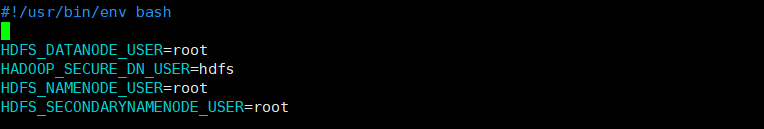 #!/usr/bin/env bash
HDFS_DATANODE_USER=root
HADOOP_SECURE_DN_USER=hdfs
HDFS_NAMENODE_USER=root
HDFS_SECONDARYNAMENODE_USER=root